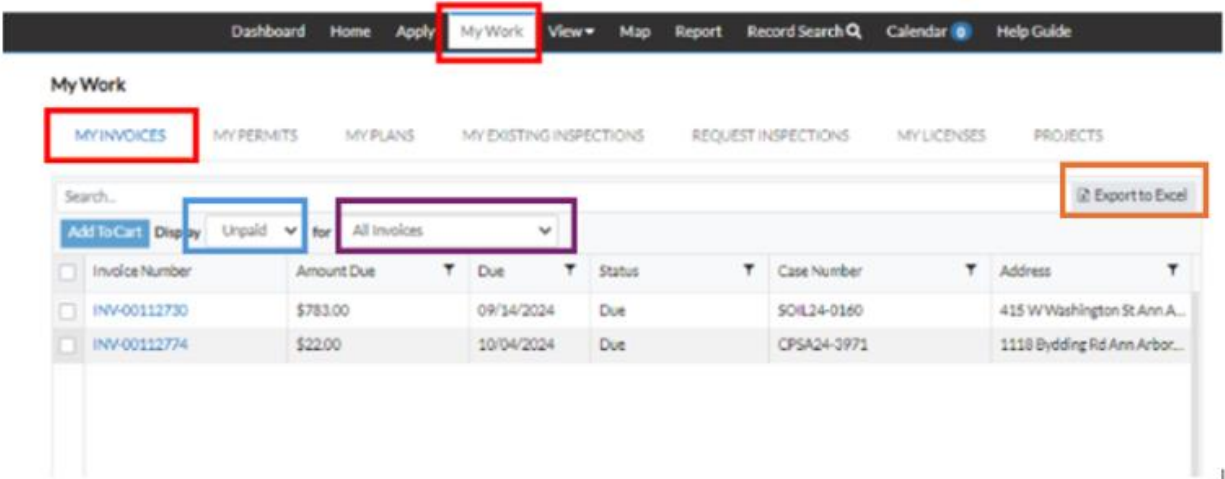 Dashboard Home Apply My Work View Map Report Record Search Calendar 0 Help Guide
My Work
MY INVOICES MY PERMITS MY PLANS MY EXISTING INSPECTIONS REQUEST INSPECTIONS MY LICENSES PROJECTS
Search... Export to Excel
Add To Cart Display Unpaid for All Invoices
Invoice Number Amount Due Due Status Case Number Address
INV-00112730 $783.00 09/14/2024 Due SOIL24-0160 415 W Washington St Ann A...
INV-00112774 $22.00 10/04/2024 Due CPSA24-3971 1118 Bydding Rd Ann Arbor...